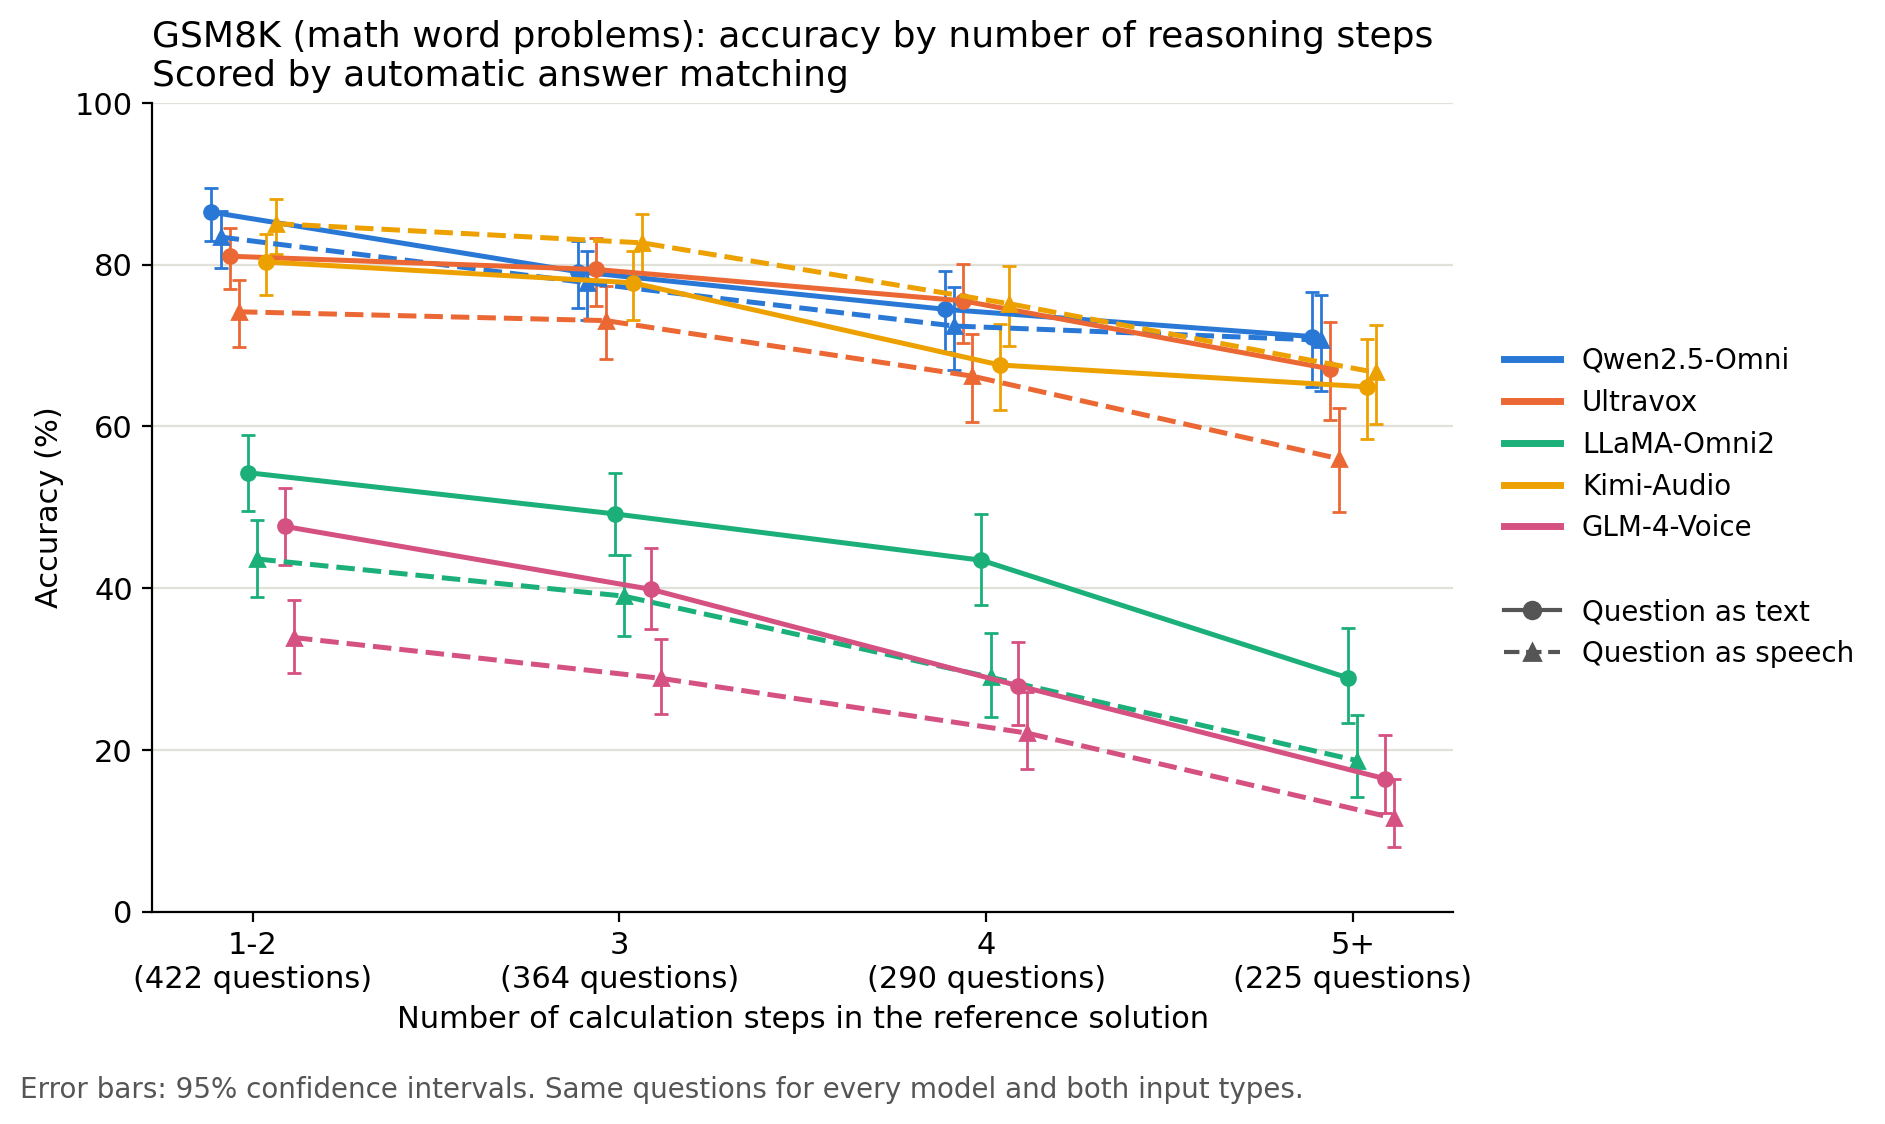 GSM8K (math word problems): accuracy by number of reasoning steps
Scored by automatic answer matching
100
80
60
40
20
0
Accuracy (%)
1-2
(422 questions)
3
(364 questions)
4
(290 questions)
5+
(225 questions)
Number of calculation steps in the reference solution
Qwen2.5-Omni
Ultravox
LLaMA-Omni2
Kimi-Audio
GLM-4-Voice
Question as text
Question as speech
Error bars: 95% confidence intervals. Same questions for every model and both input types.